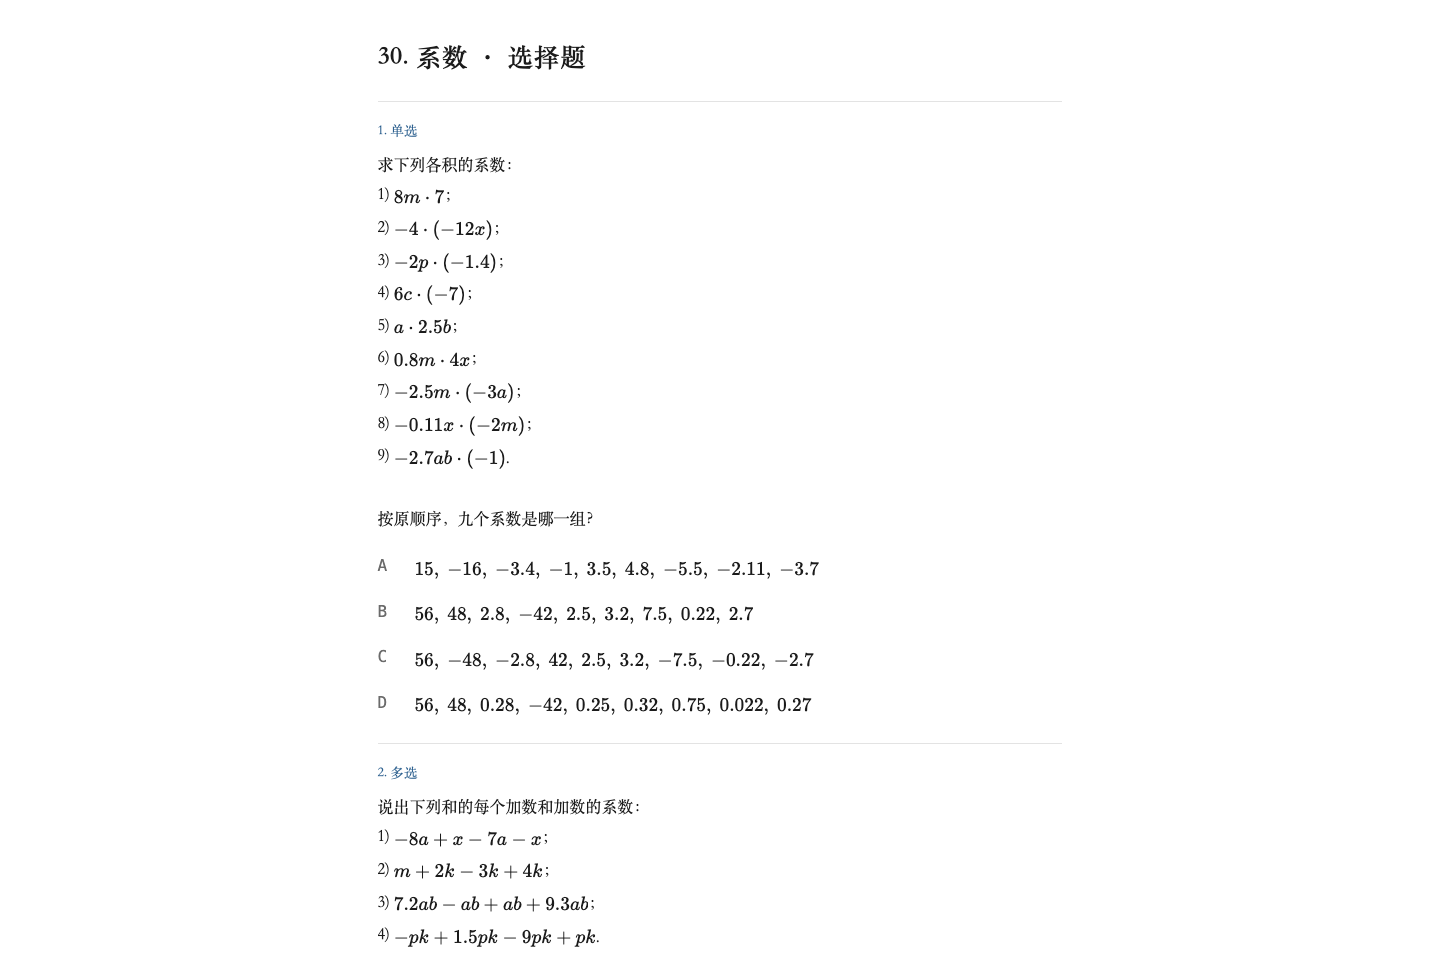 30. 系数 · 选择题
1. 单选
求下列各积的系数：
1) 8m · 7；
2) −4 · (−12x)；
3) −2p · (−1.4)；
4) 6c · (−7)；
5) a · 2.5b；
6) 0.8m · 4x；
7) −2.5m · (−3a)；
8) −0.11x · (−2m)；
9) −2.7ab · (−1).
按原顺序，九个系数是哪一组？
A 15, −16, −3.4, −1, 3.5, 4.8, −5.5, −2.11, −3.7
B 56, 48, 2.8, −42, 2.5, 3.2, 7.5, 0.22, 2.7
C 56, −48, −2.8, 42, 2.5, 3.2, −7.5, −0.22, −2.7
D 56, 48, 0.28, −42, 0.25, 0.32, 0.75, 0.022, 0.27
2. 多选
说出下列和的每个加数和加数的系数：
1) −8a + x − 7a − x；
2) m + 2k − 3k + 4k；
3) 7.2ab − ab + ab + 9.3ab；
4) −pk + 1.5pk − 9pk + pk.